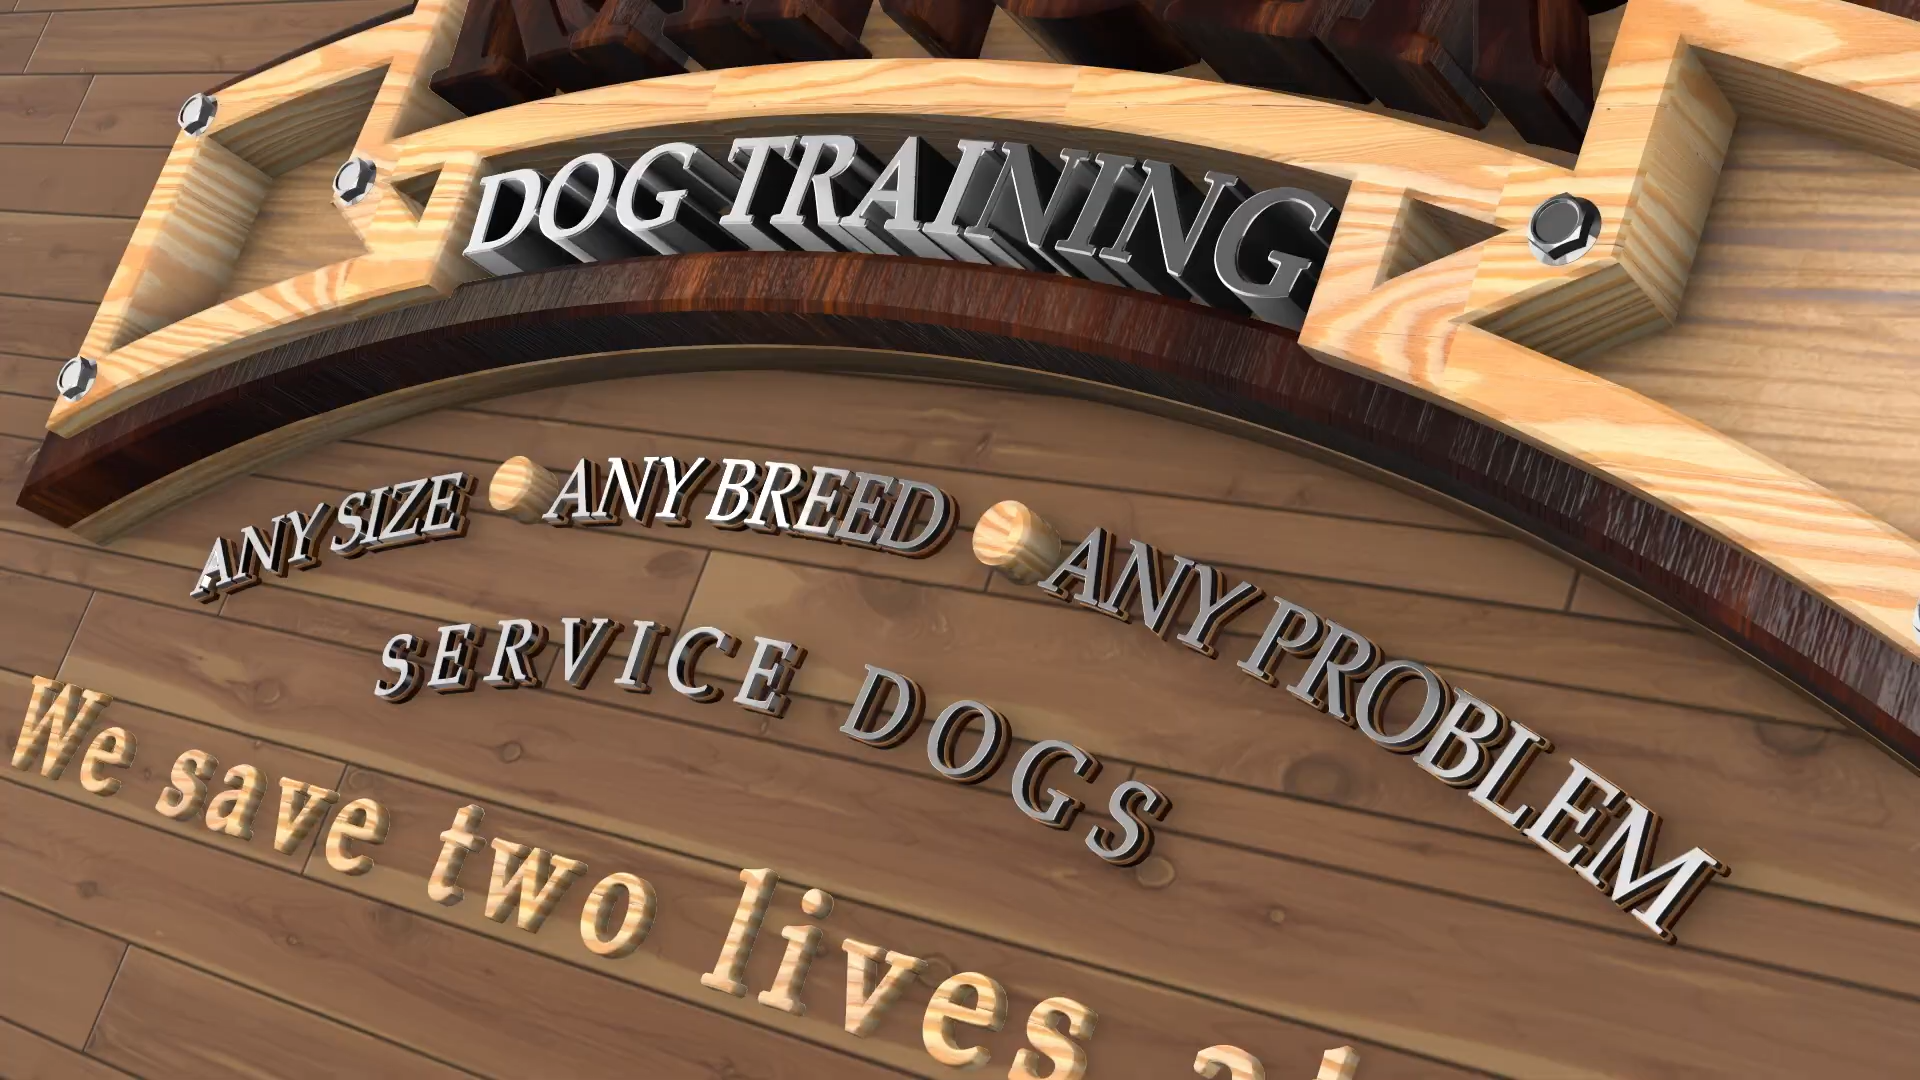 DOG TRAINING
ANY SIZE ANY BREED ANY PROBLEM
SERVICE DOGS
We save two lives